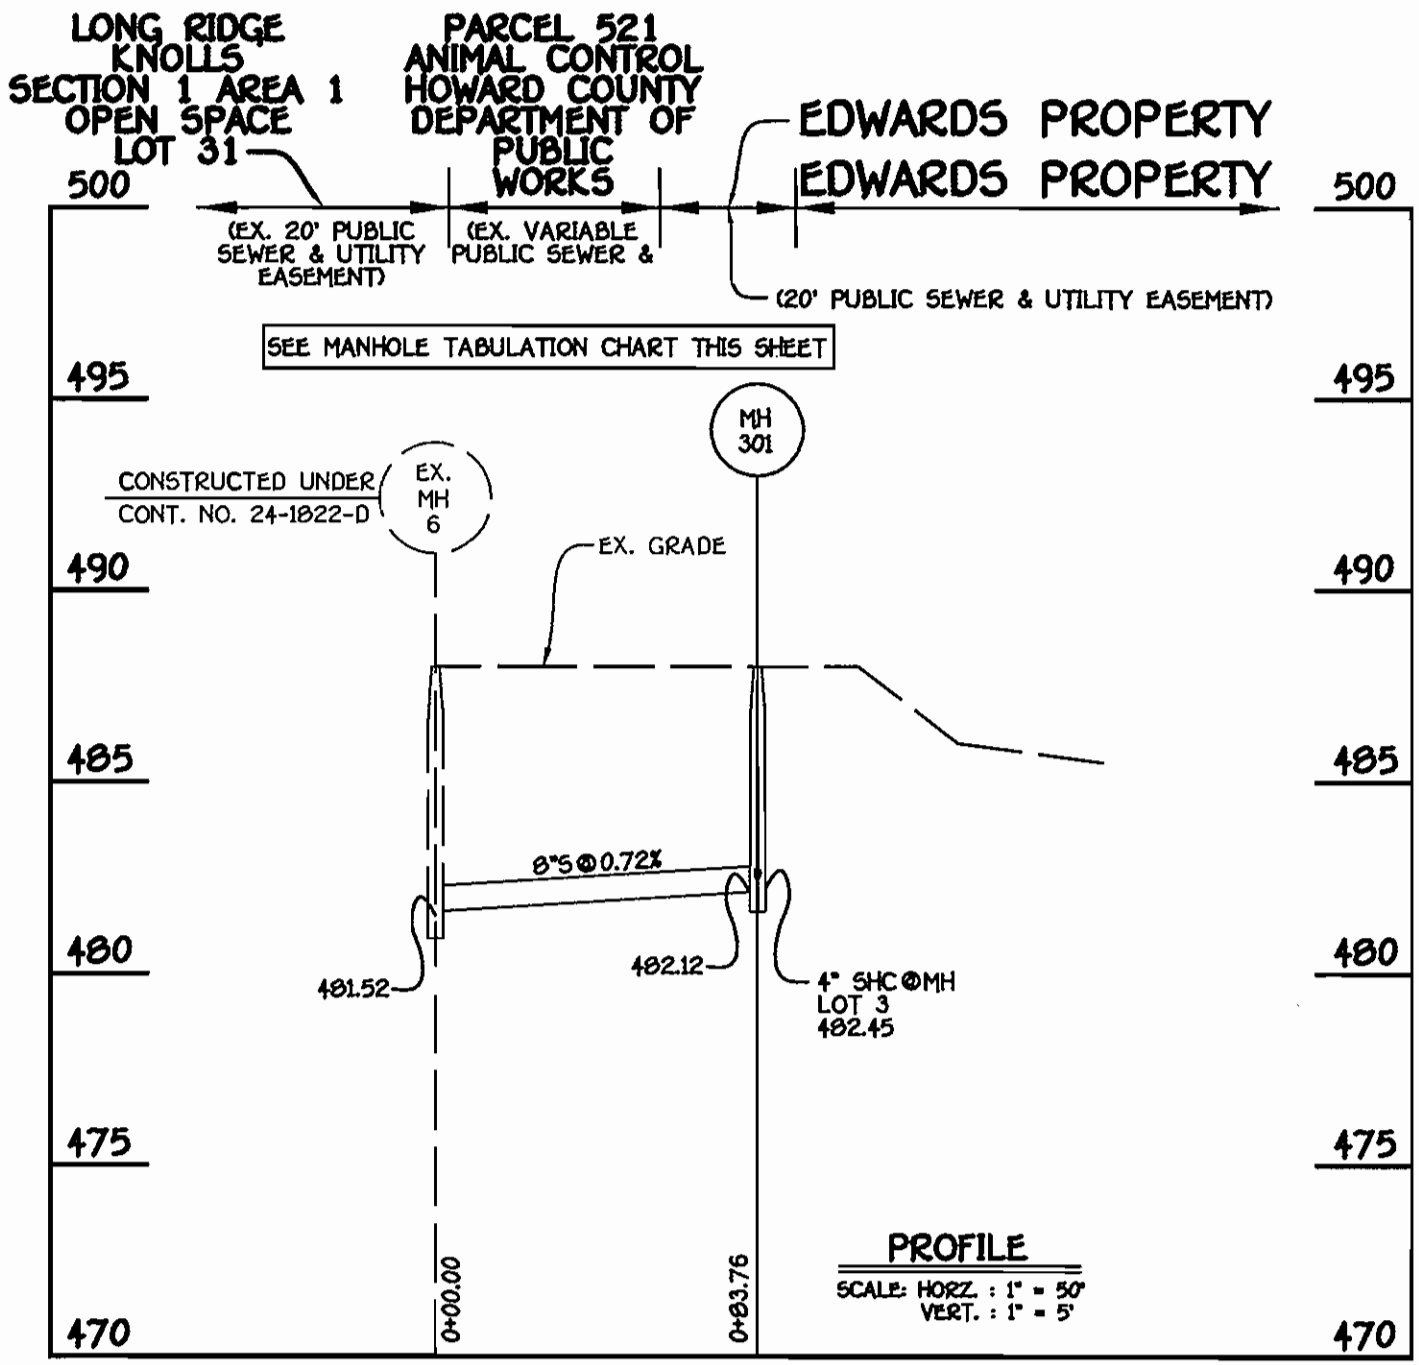 LONG RIDGE
KNOLLS
SECTION 1 AREA 1
OPEN SPACE
LOT 31
PARCEL 521
ANIMAL CONTROL
HOWARD COUNTY
DEPARTMENT OF
PUBLIC
WORKS
EDWARDS PROPERTY
EDWARDS PROPERTY
500
500
(EX. 20' PUBLIC
SEWER & UTILITY
EASEMENT)
(EX. VARIABLE
PUBLIC SEWER &
(20' PUBLIC SEWER & UTILITY EASEMENT)
SEE MANHOLE TABULATION CHART THIS SHEET
495
495
MH
301
CONSTRUCTED UNDER
CONT. NO. 24-1822-D
EX.
MH
6
EX. GRADE
490
490
485
485
8"S@0.72%
480
480
481.52
482.12
4" SHC@MH
LOT 3
482.45
475
475
0+00.00
0+83.76
PROFILE
SCALE: HORZ. : 1" = 50'
VERT. : 1" = 5'
470
470